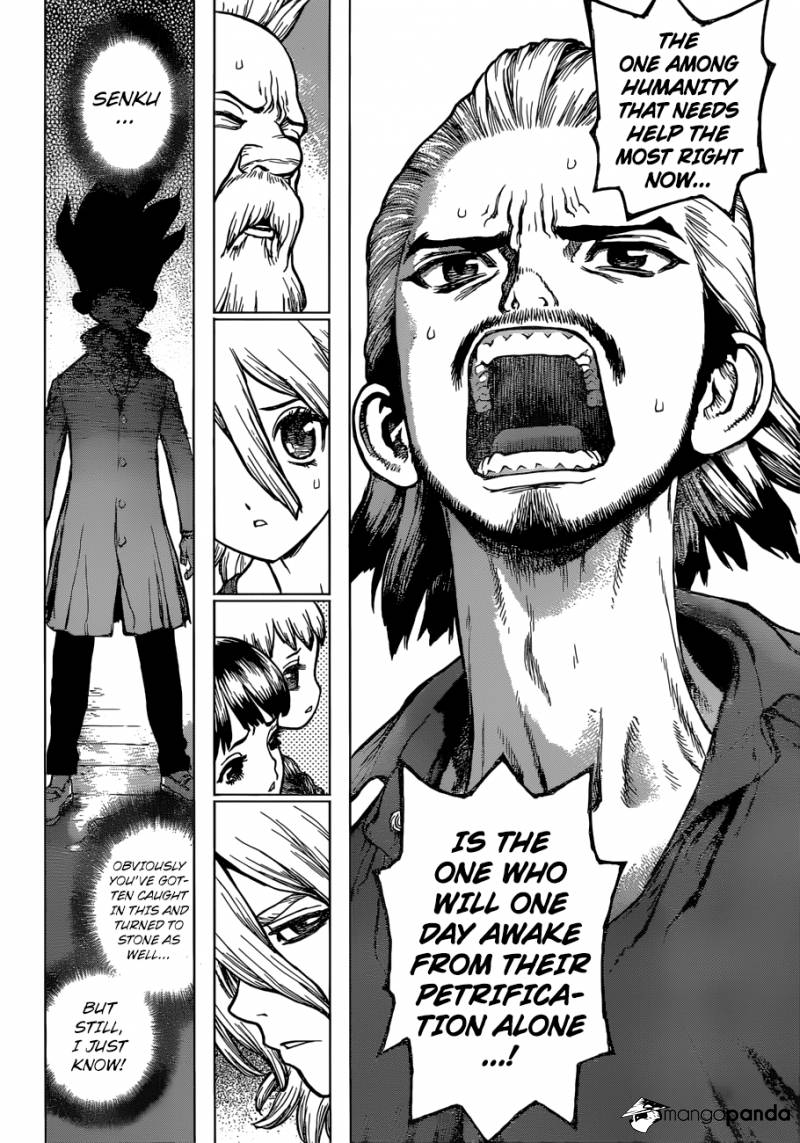 THE
ONE AMONG
HUMANITY
THAT NEEDS
HELP THE
MOST RIGHT
NOW...
IS THE
ONE WHO
WILL ONE
DAY AWAKE
FROM THEIR
PETRIFICA-
TION ALONE
...!
SENKU
...
OBVIOUSLY
YOU'VE GOT-
TEN CAUGHT
IN THIS AND
TURNED TO
STONE AS
WELL...
BUT
STILL,
I JUST
KNOW!
mangapanda